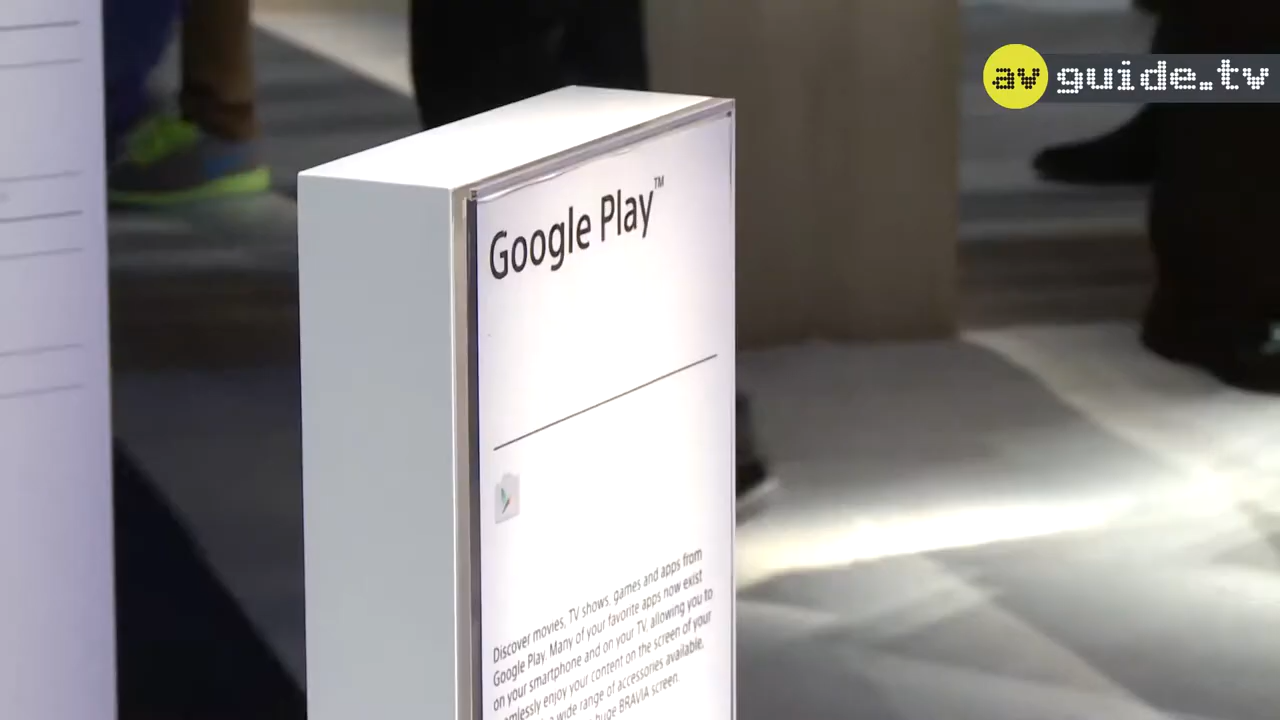 av guide.tv
Google Play™
Discover movies, TV shows, games and apps from
Google Play. Many of your favorite apps now exist
on your smartphone and on your TV, allowing you to
seamlessly enjoy your content on the screen of your
wide range of accessories available,
huge BRAVIA screen.